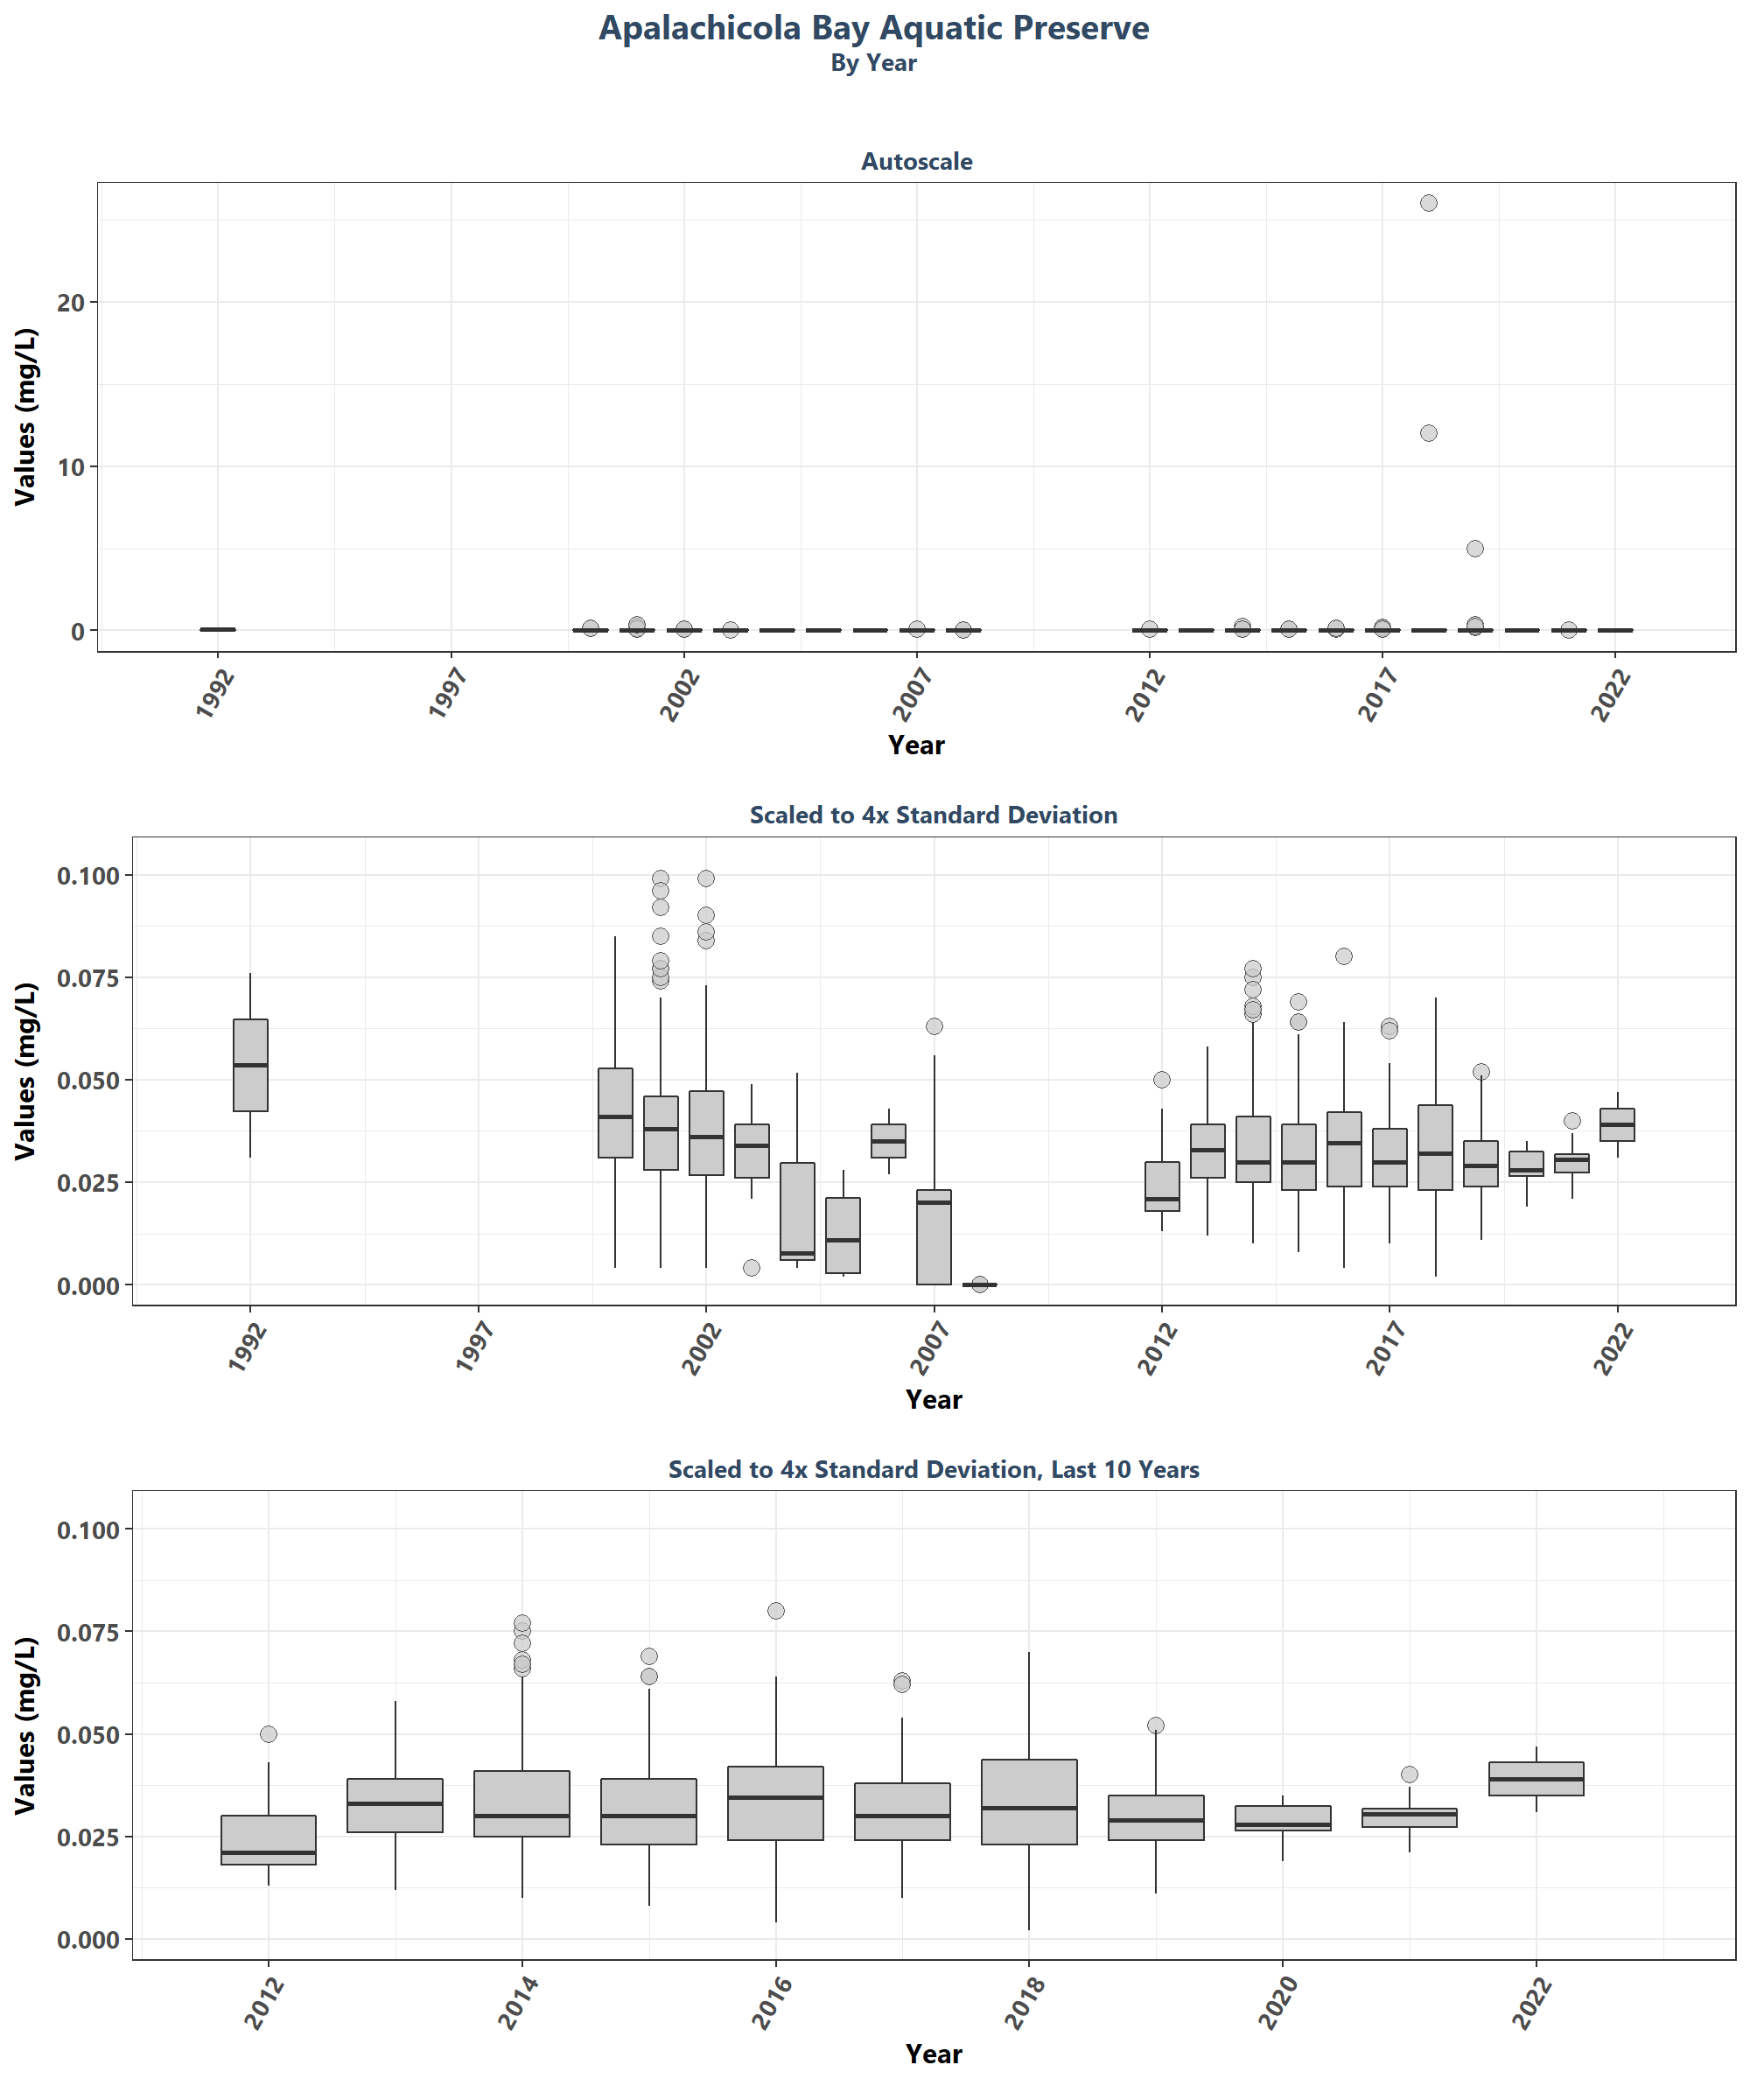 Apalachicola Bay Aquatic Preserve
By Year
Autoscale
Values (mg/L)
20
10
0
1992 1997 2002 2007 2012 2017 2022
Year
Scaled to 4x Standard Deviation
Values (mg/L)
0.100
0.075
0.050
0.025
0.000
1992 1997 2002 2007 2012 2017 2022
Year
Scaled to 4x Standard Deviation, Last 10 Years
Values (mg/L)
0.100
0.075
0.050
0.025
0.000
2012 2014 2016 2018 2020 2022
Year